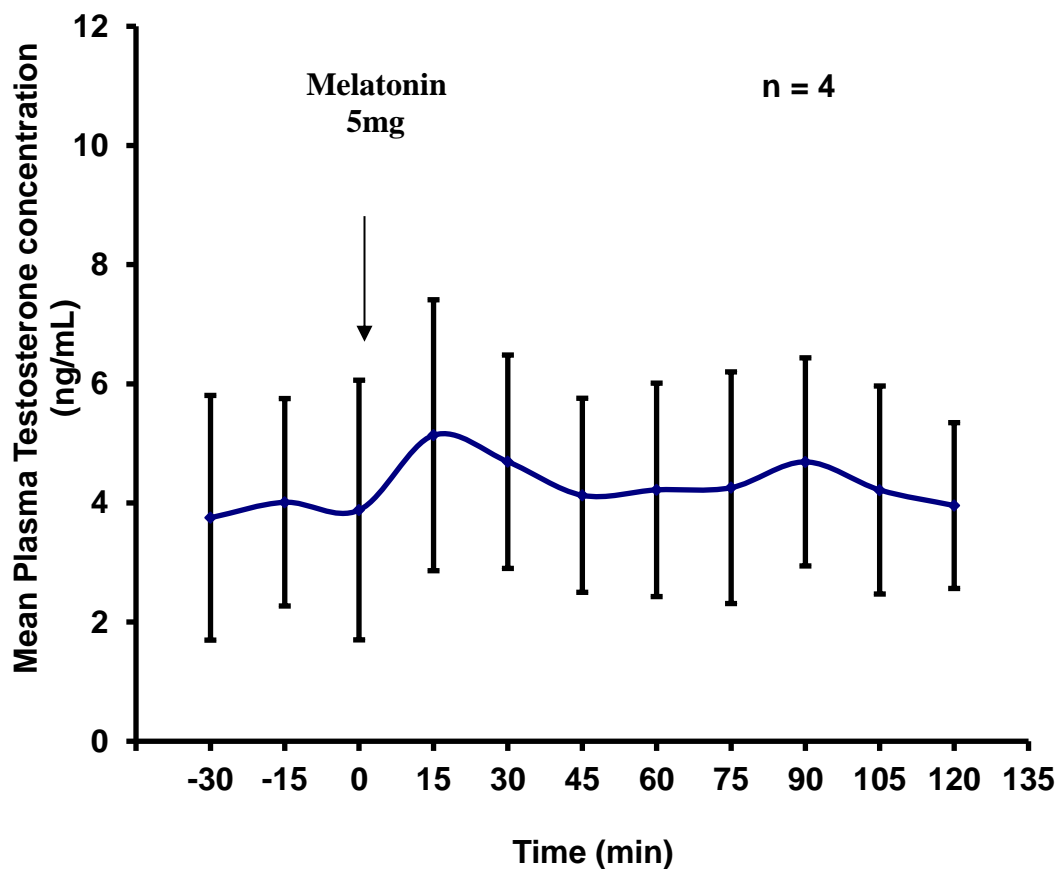 Mean Plasma Testosterone concentration
(ng/mL)
12
10
8
6
4
2
0
Melatonin
5mg
n = 4
-30 -15 0 15 30 45 60 75 90 105 120 135
Time (min)